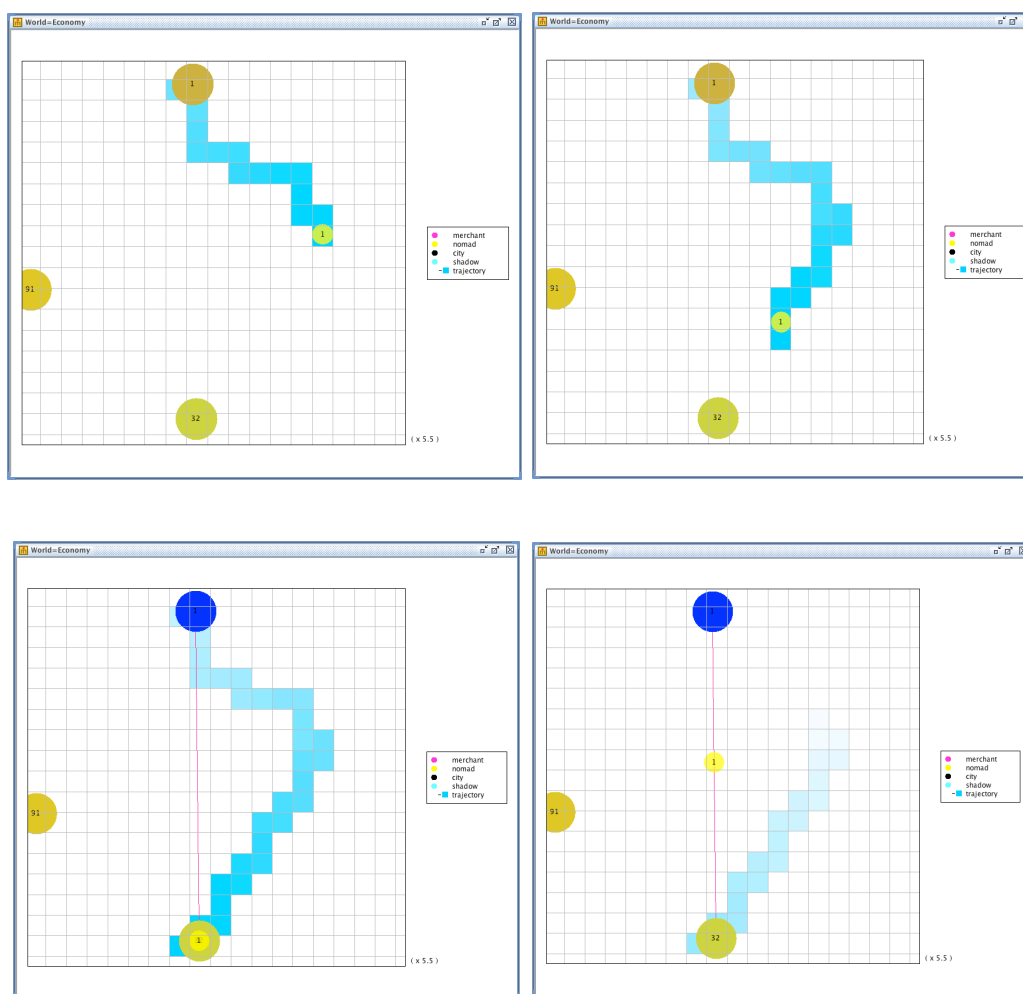 World=Economy
1
1
91
32
merchant
nomad
city
shadow
trajectory
( x 5.5 )
World=Economy
1
1
91
32
merchant
nomad
city
shadow
trajectory
( x 5.5 )
World=Economy
1
91
1
merchant
nomad
city
shadow
trajectory
( x 5.5 )
World=Economy
1
1
91
32
merchant
nomad
city
shadow
trajectory
( x 5.5 )